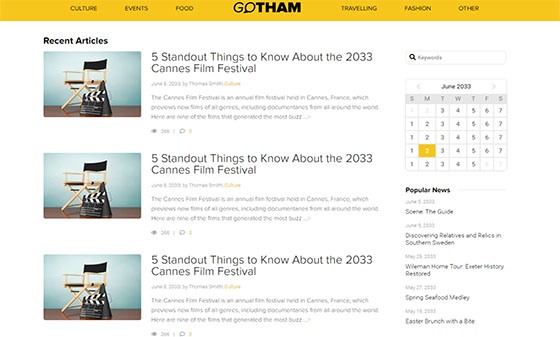 CULTURE EVENTS FOOD GOTHAM TRAVELLING FASHION OTHER
Recent Articles
5 Standout Things to Know About the 2033
Cannes Film Festival
June 6, 2033 by Thomas Smith| Culture
The Cannes Film Festival is an annual film festival held in Cannes, France, which
previews new films of all genres, including documentaries from all around the world.
Here are nine of the films that generated the most buzz ...
266 | 3
5 Standout Things to Know About the 2033
Cannes Film Festival
June 6, 2033 by Thomas Smith| Culture
The Cannes Film Festival is an annual film festival held in Cannes, France, which
previews new films of all genres, including documentaries from all around the world.
Here are nine of the films that generated the most buzz ...
266 | 3
5 Standout Things to Know About the 2033
Cannes Film Festival
June 6, 2033 by Thomas Smith| Culture
The Cannes Film Festival is an annual film festival held in Cannes, France, which
previews new films of all genres, including documentaries from all around the world.
Here are nine of the films that generated the most buzz ...
266 | 3
Keywords
June 2033
S M T W T F S
1 2 3 4 5 6 7
1 2 3 4 5 6 7
1 2 3 4 5 6 7
1 2 3 4 5 6 7
1 2 3 4 5 6 7
Popular News
June 5, 2033
Scene: The Guide
June 5, 2033
Discovering Relatives and Relics in
Southern Sweden
May 29, 2033
Willeman Home Tour: Exeter History
Restored
May 27, 2033
Spring Seafood Medley
May 19, 2033
Easter Brunch with a Bite